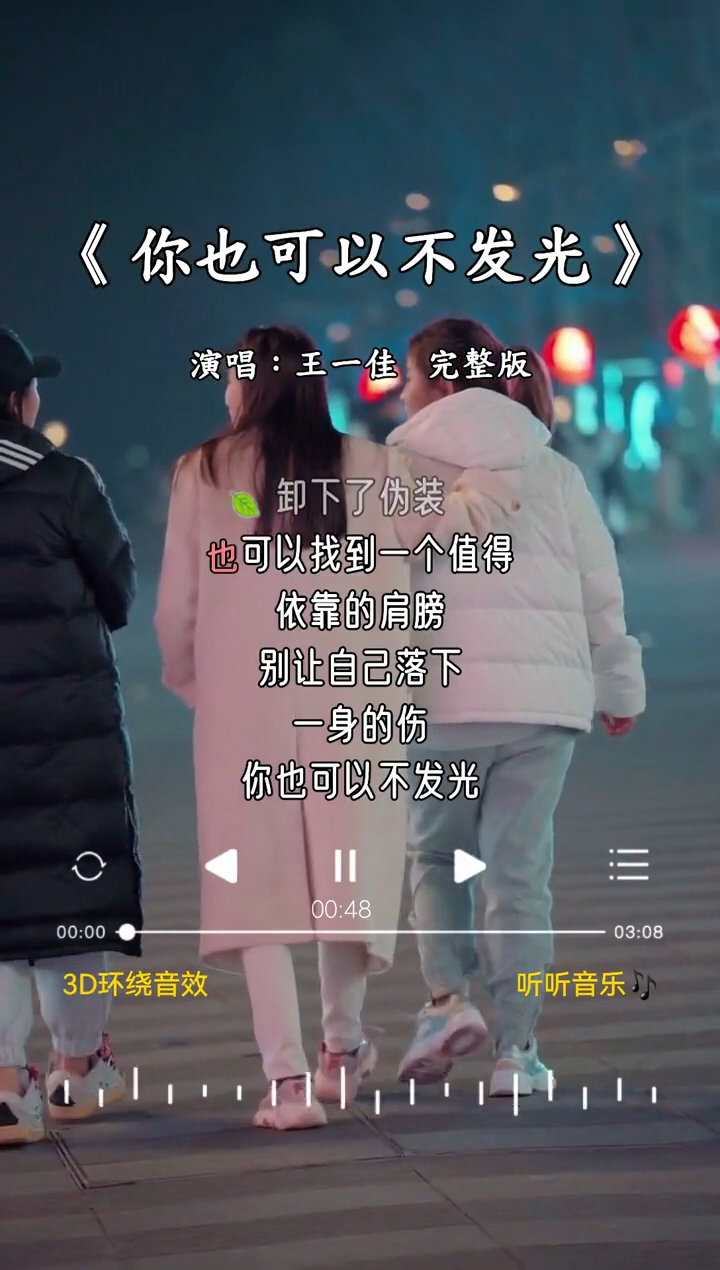 《你也可以不发光》
演唱：王一佳 完整版
卸下了伪装
也可以找到一个值得
依靠的肩膀
别让自己落下
一身的伤
你也可以不发光
00:48
00:00 03:08
3D环绕音效 听听音乐